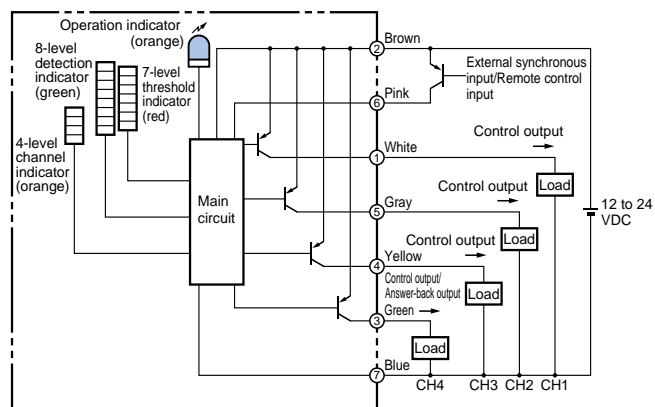 Operation indicator
(orange)
8-level
detection
indicator
(green)
7-level
threshold
indicator
(red)
4-level
channel
indicator
(orange)
Main
circuit
2
Brown
External synchronous
input/Remote control
input
6
Pink
Control output
1
White
Load
Control output
5
Gray
Load
12 to 24
VDC
Control output
4
Yellow
Load
Control output/
Answer-back output
3
Green
Load
7
Blue
CH4
CH3
CH2
CH1